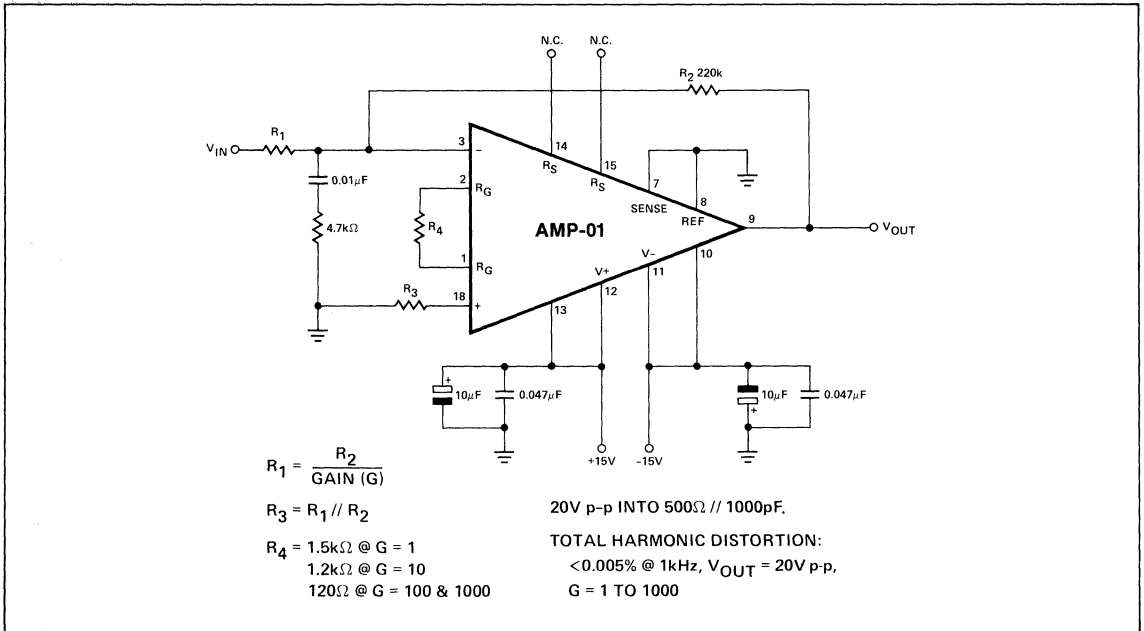 N.C. N.C.
R2 220k
R1
VIN
3 −
14
RS
15
RS
0.01µF
2
RG
7
SENSE
8
REF
4.7kΩ
R4
AMP-01
9
VOUT
1
RG
V−
10
11
R3
V+
12
18
+
13
+
10µF
0.047µF
10µF
+
0.047µF
+15V −15V
R1 = R2
GAIN (G)
R3 = R1 // R2
R4 = 1.5kΩ @ G = 1
1.2kΩ @ G = 10
120Ω @ G = 100 & 1000
20V p-p INTO 500Ω // 1000pF.
TOTAL HARMONIC DISTORTION:
<0.005% @ 1kHz, VOUT = 20V p-p,
G = 1 TO 1000